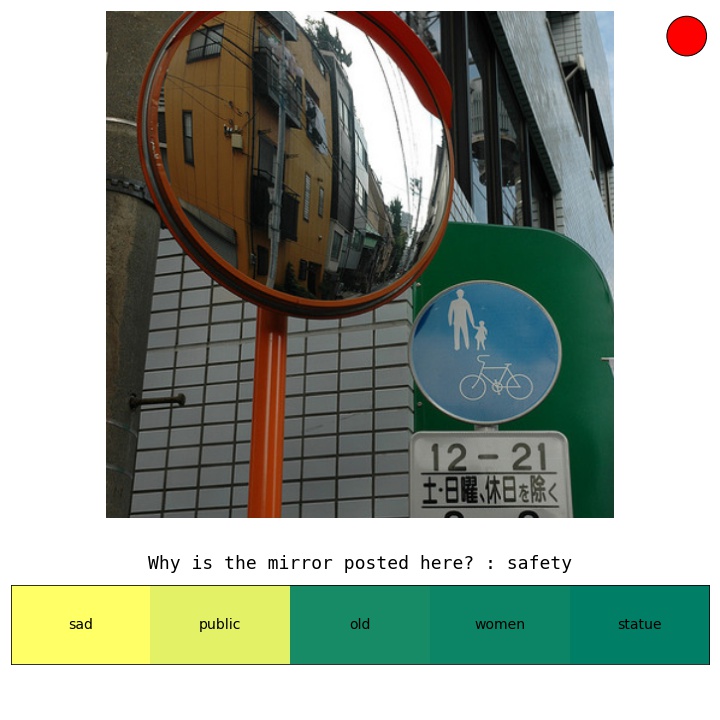 12-21
土·日曜、休日を除く
Why is the mirror posted here? : safety
sad public old women statue